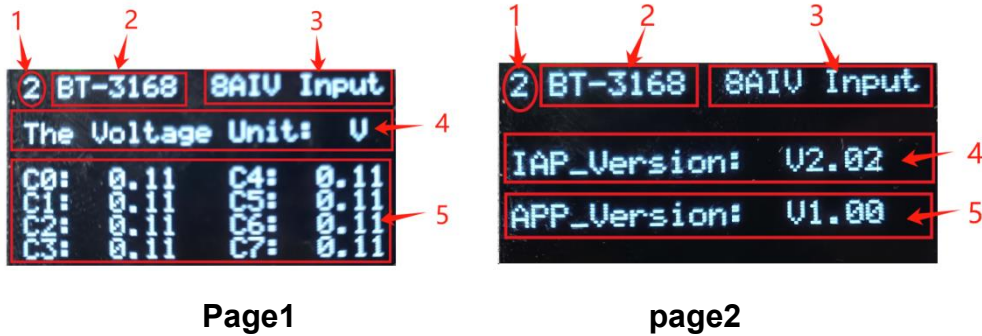 1 2 3
2 BT-3168 8AIV Input
The Voltage Unit: V 4
C0: 0.11 C4: 0.11
C1: 0.11 C5: 0.11
C2: 0.11 C6: 0.11 5
C3: 0.11 C7: 0.11
Page1
1 2 3
2 BT-3168 8AIV Input
IAP_Version: V2.02 4
APP_Version: V1.00 5
page2